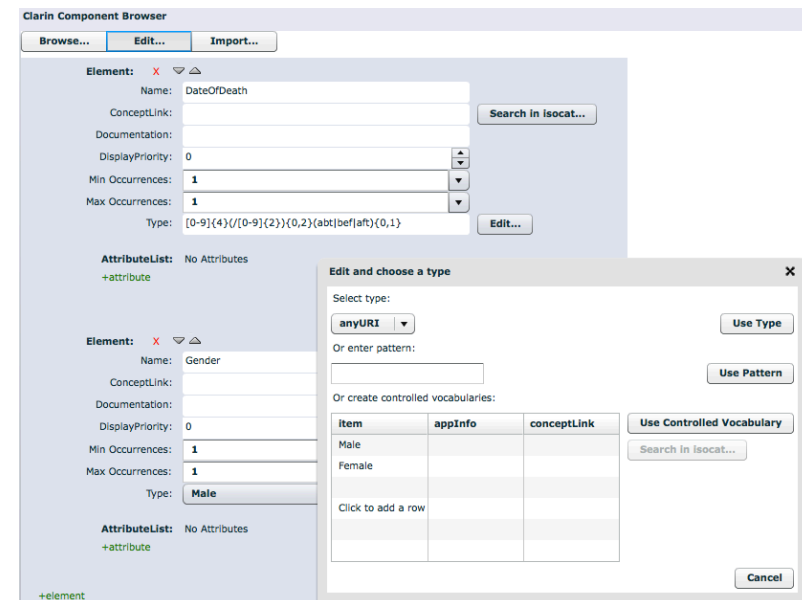 Clarin Component Browser
Browse... Edit... Import...
Element: X
Name: DateOfDeath
ConceptLink: Search in isocat...
Documentation:
DisplayPriority: 0
Min Occurrences: 1
Max Occurrences: 1
Type: [0-9]{4}(/[0-9]{2}){0,2}(abt|bef|aft){0,1} Edit...
AttributeList: No Attributes
+attribute
Element: X
Name: Gender
ConceptLink:
Documentation:
DisplayPriority: 0
Min Occurrences: 1
Max Occurrences: 1
Type: Male
AttributeList: No Attributes
+attribute
+element
Edit and choose a type X
Select type:
anyURI Use Type
Or enter pattern:
Use Pattern
Or create controlled vocabularies:
item appInfo conceptLink Use Controlled Vocabulary
Male Search in isocat...
Female
Click to add a row
Cancel